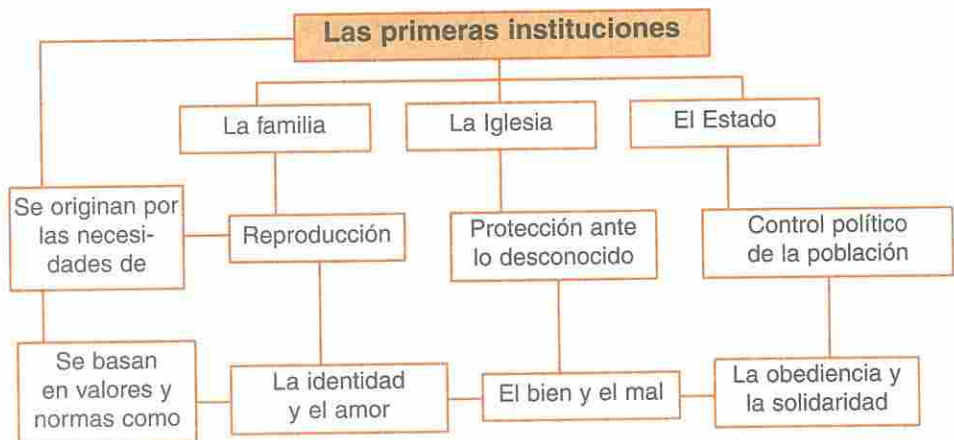 Las primeras instituciones
La familia
La Iglesia
El Estado
Se originan por
las necesi-
dades de
Reproducción
Protección ante
lo desconocido
Control político
de la población
Se basan
en valores y
normas como
La identidad
y el amor
El bien y el mal
La obediencia y
la solidaridad